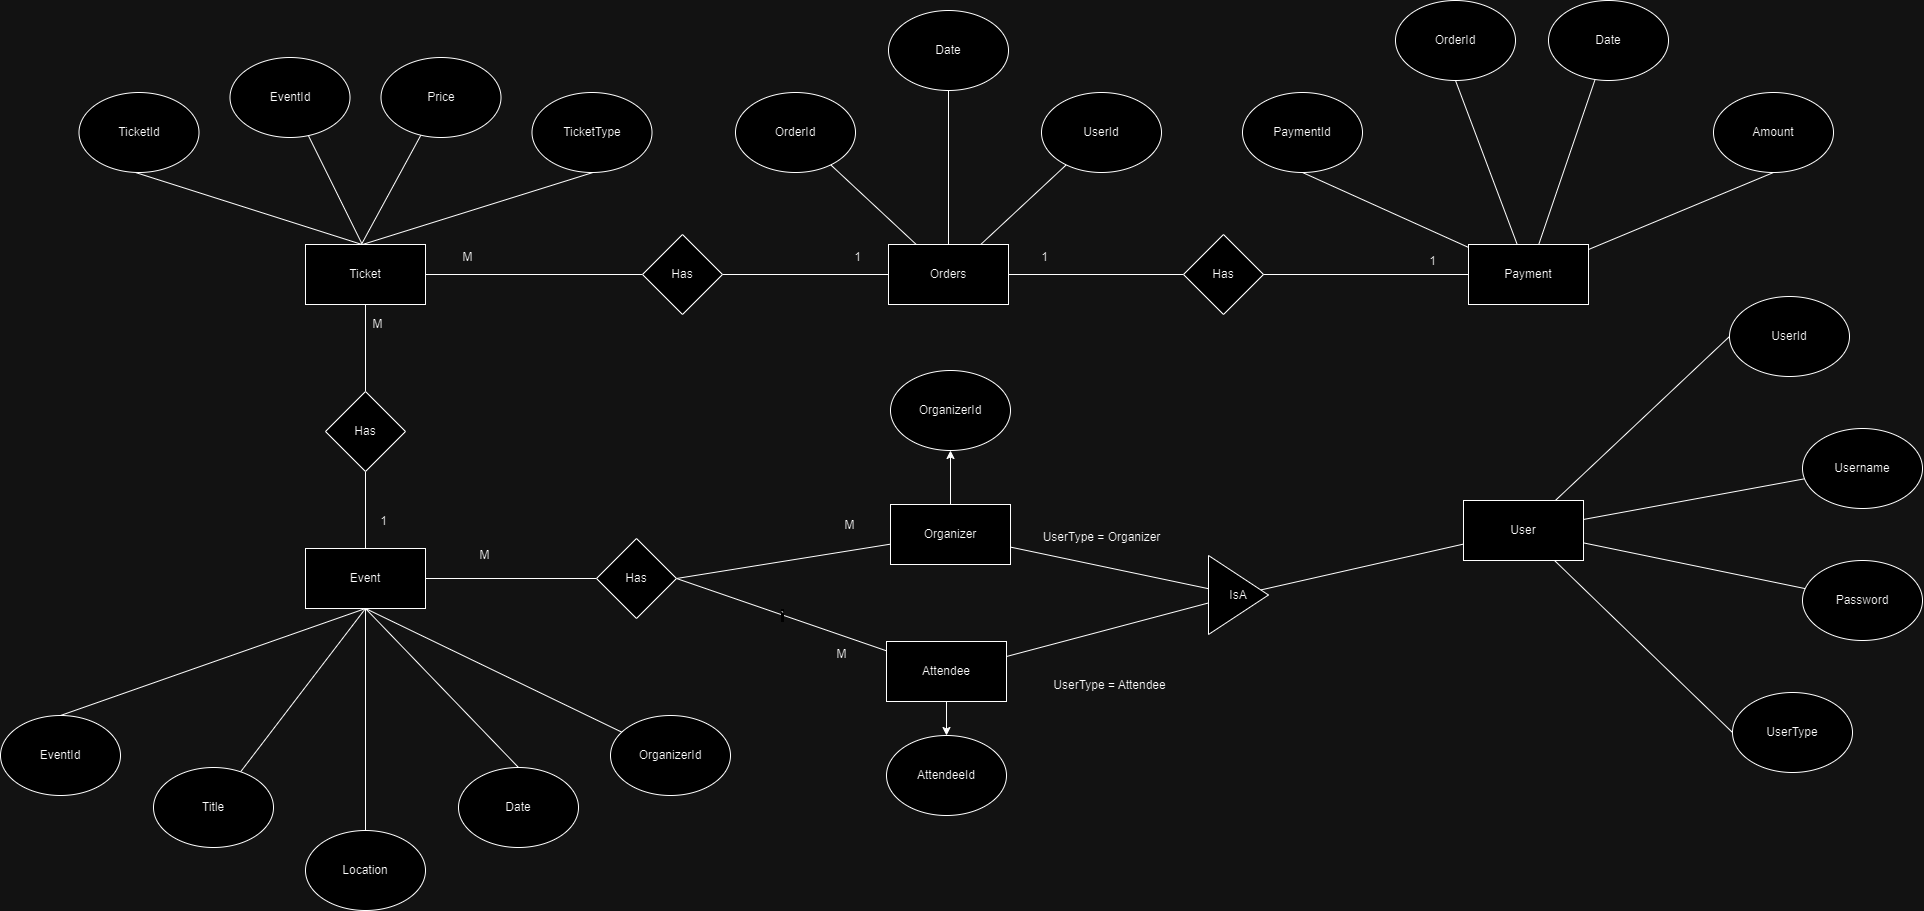 Date
OrderId
Date
EventId
Price
TicketId
TicketType
OrderId
UserId
PaymentId
Amount
M
1
1
1
Ticket
Has
Orders
Has
Payment
M
UserId
OrganizerId
Has
Username
1
M
Organizer
UserType = Organizer
User
M
Event
Has
IsA
Password
M
Attendee
UserType = Attendee
UserType
EventId
OrganizerId
AttendeeId
Title
Date
Location